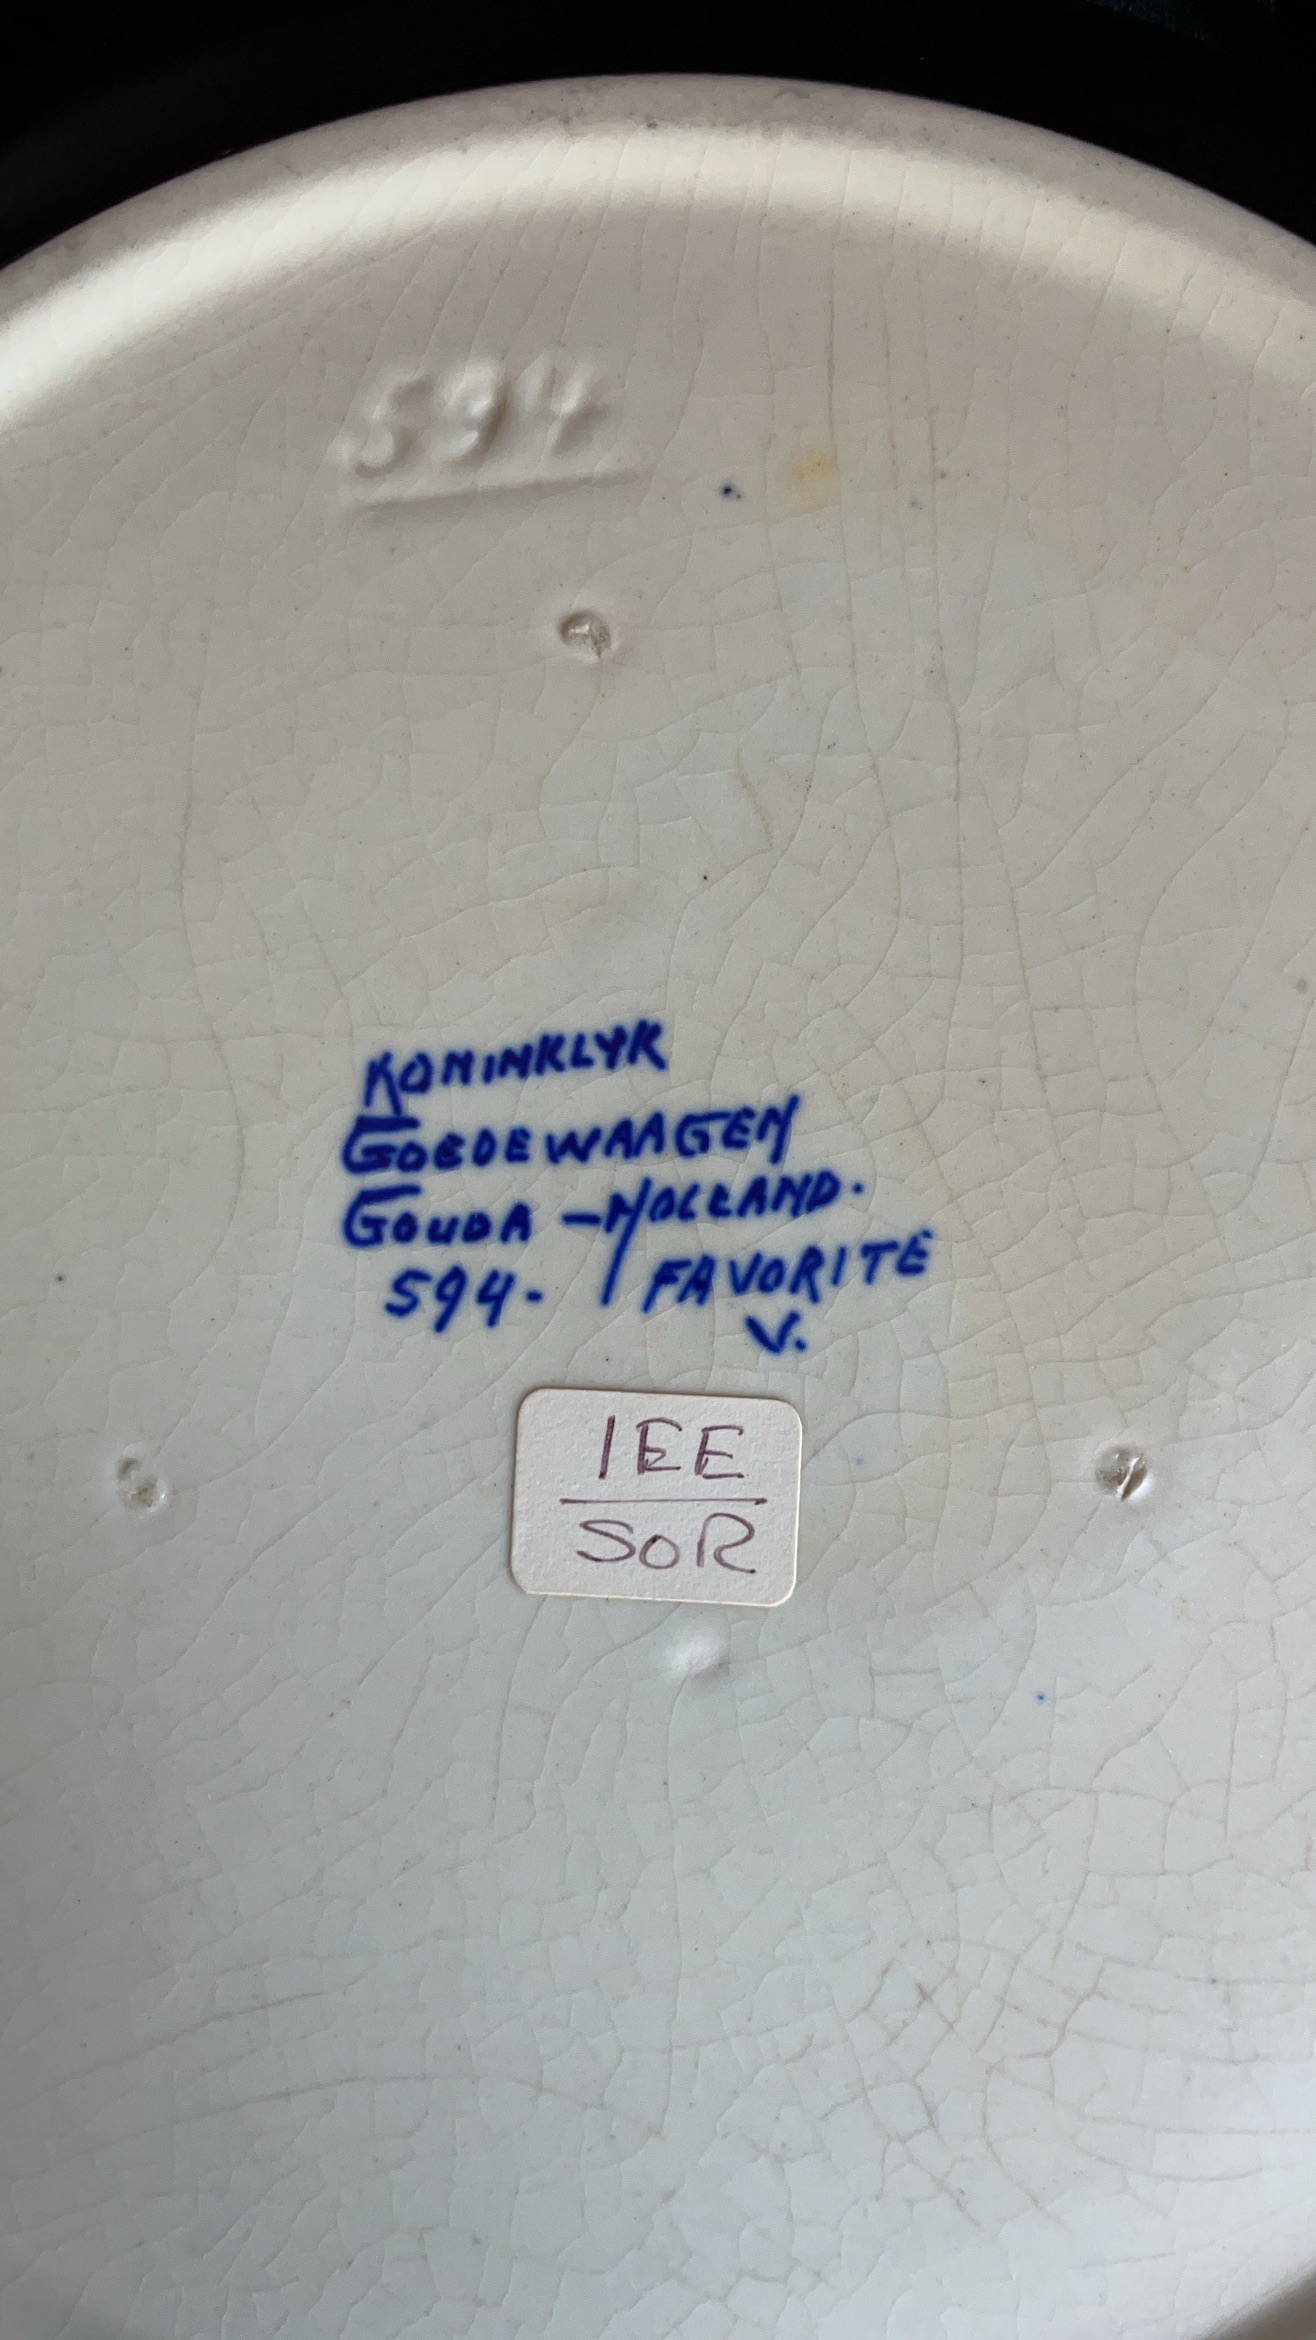 594
KONINKLYK
GOEDEWAAGEN
GOUDA - HOLLAND.
594. / FAVORITE
V.
IEE
SOR